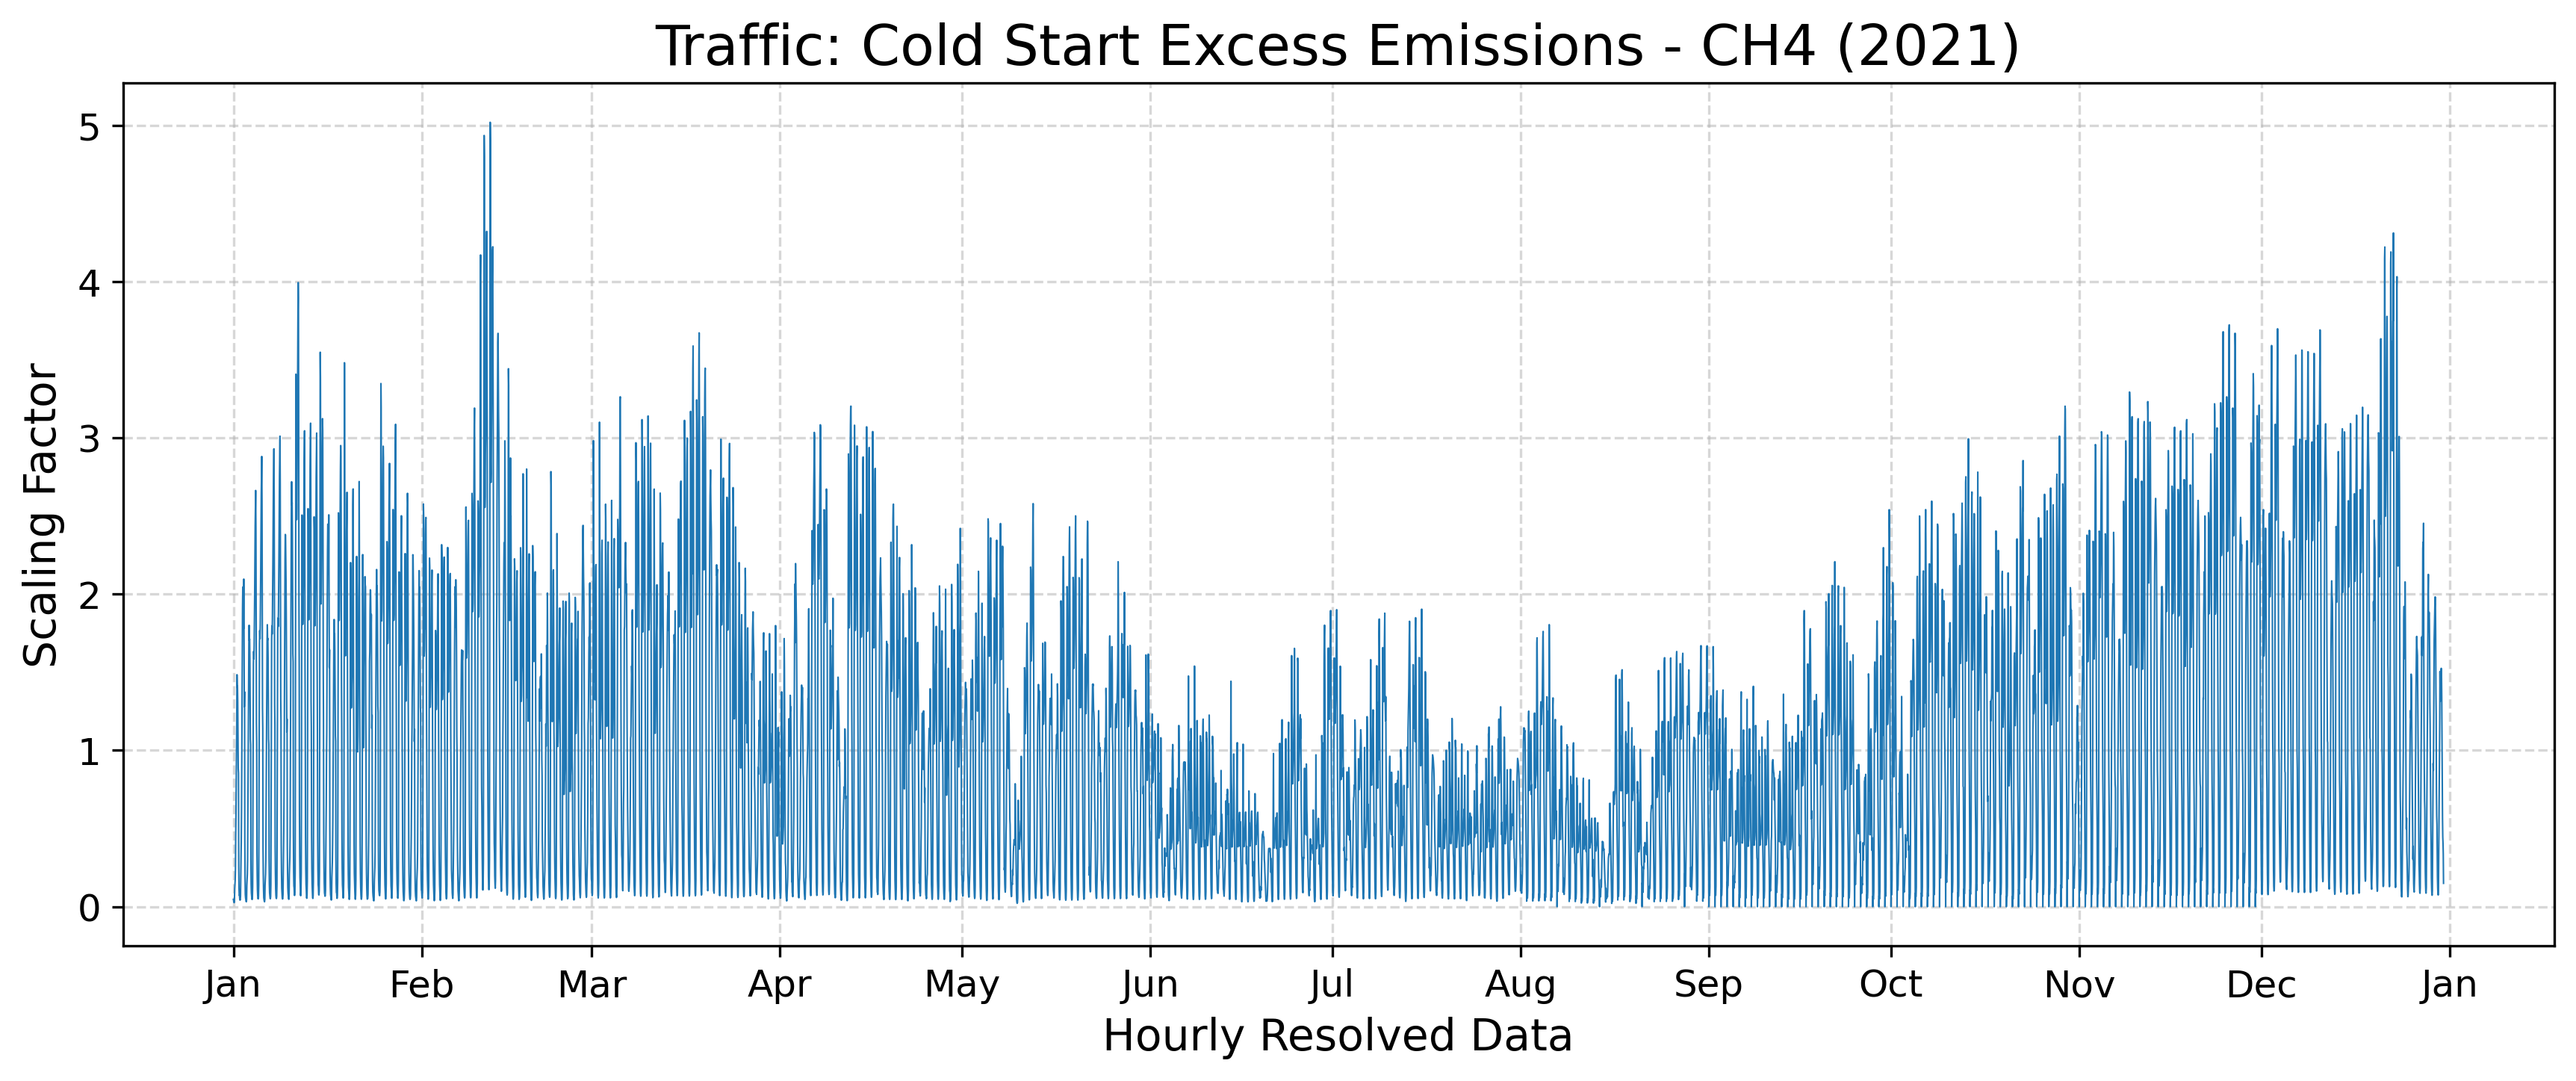 Traffic: Cold Start Excess Emissions - CH4 (2021)
Scaling Factor
5
4
3
2
1
0
Jan Feb Mar Apr May Jun Jul Aug Sep Oct Nov Dec Jan
Hourly Resolved Data